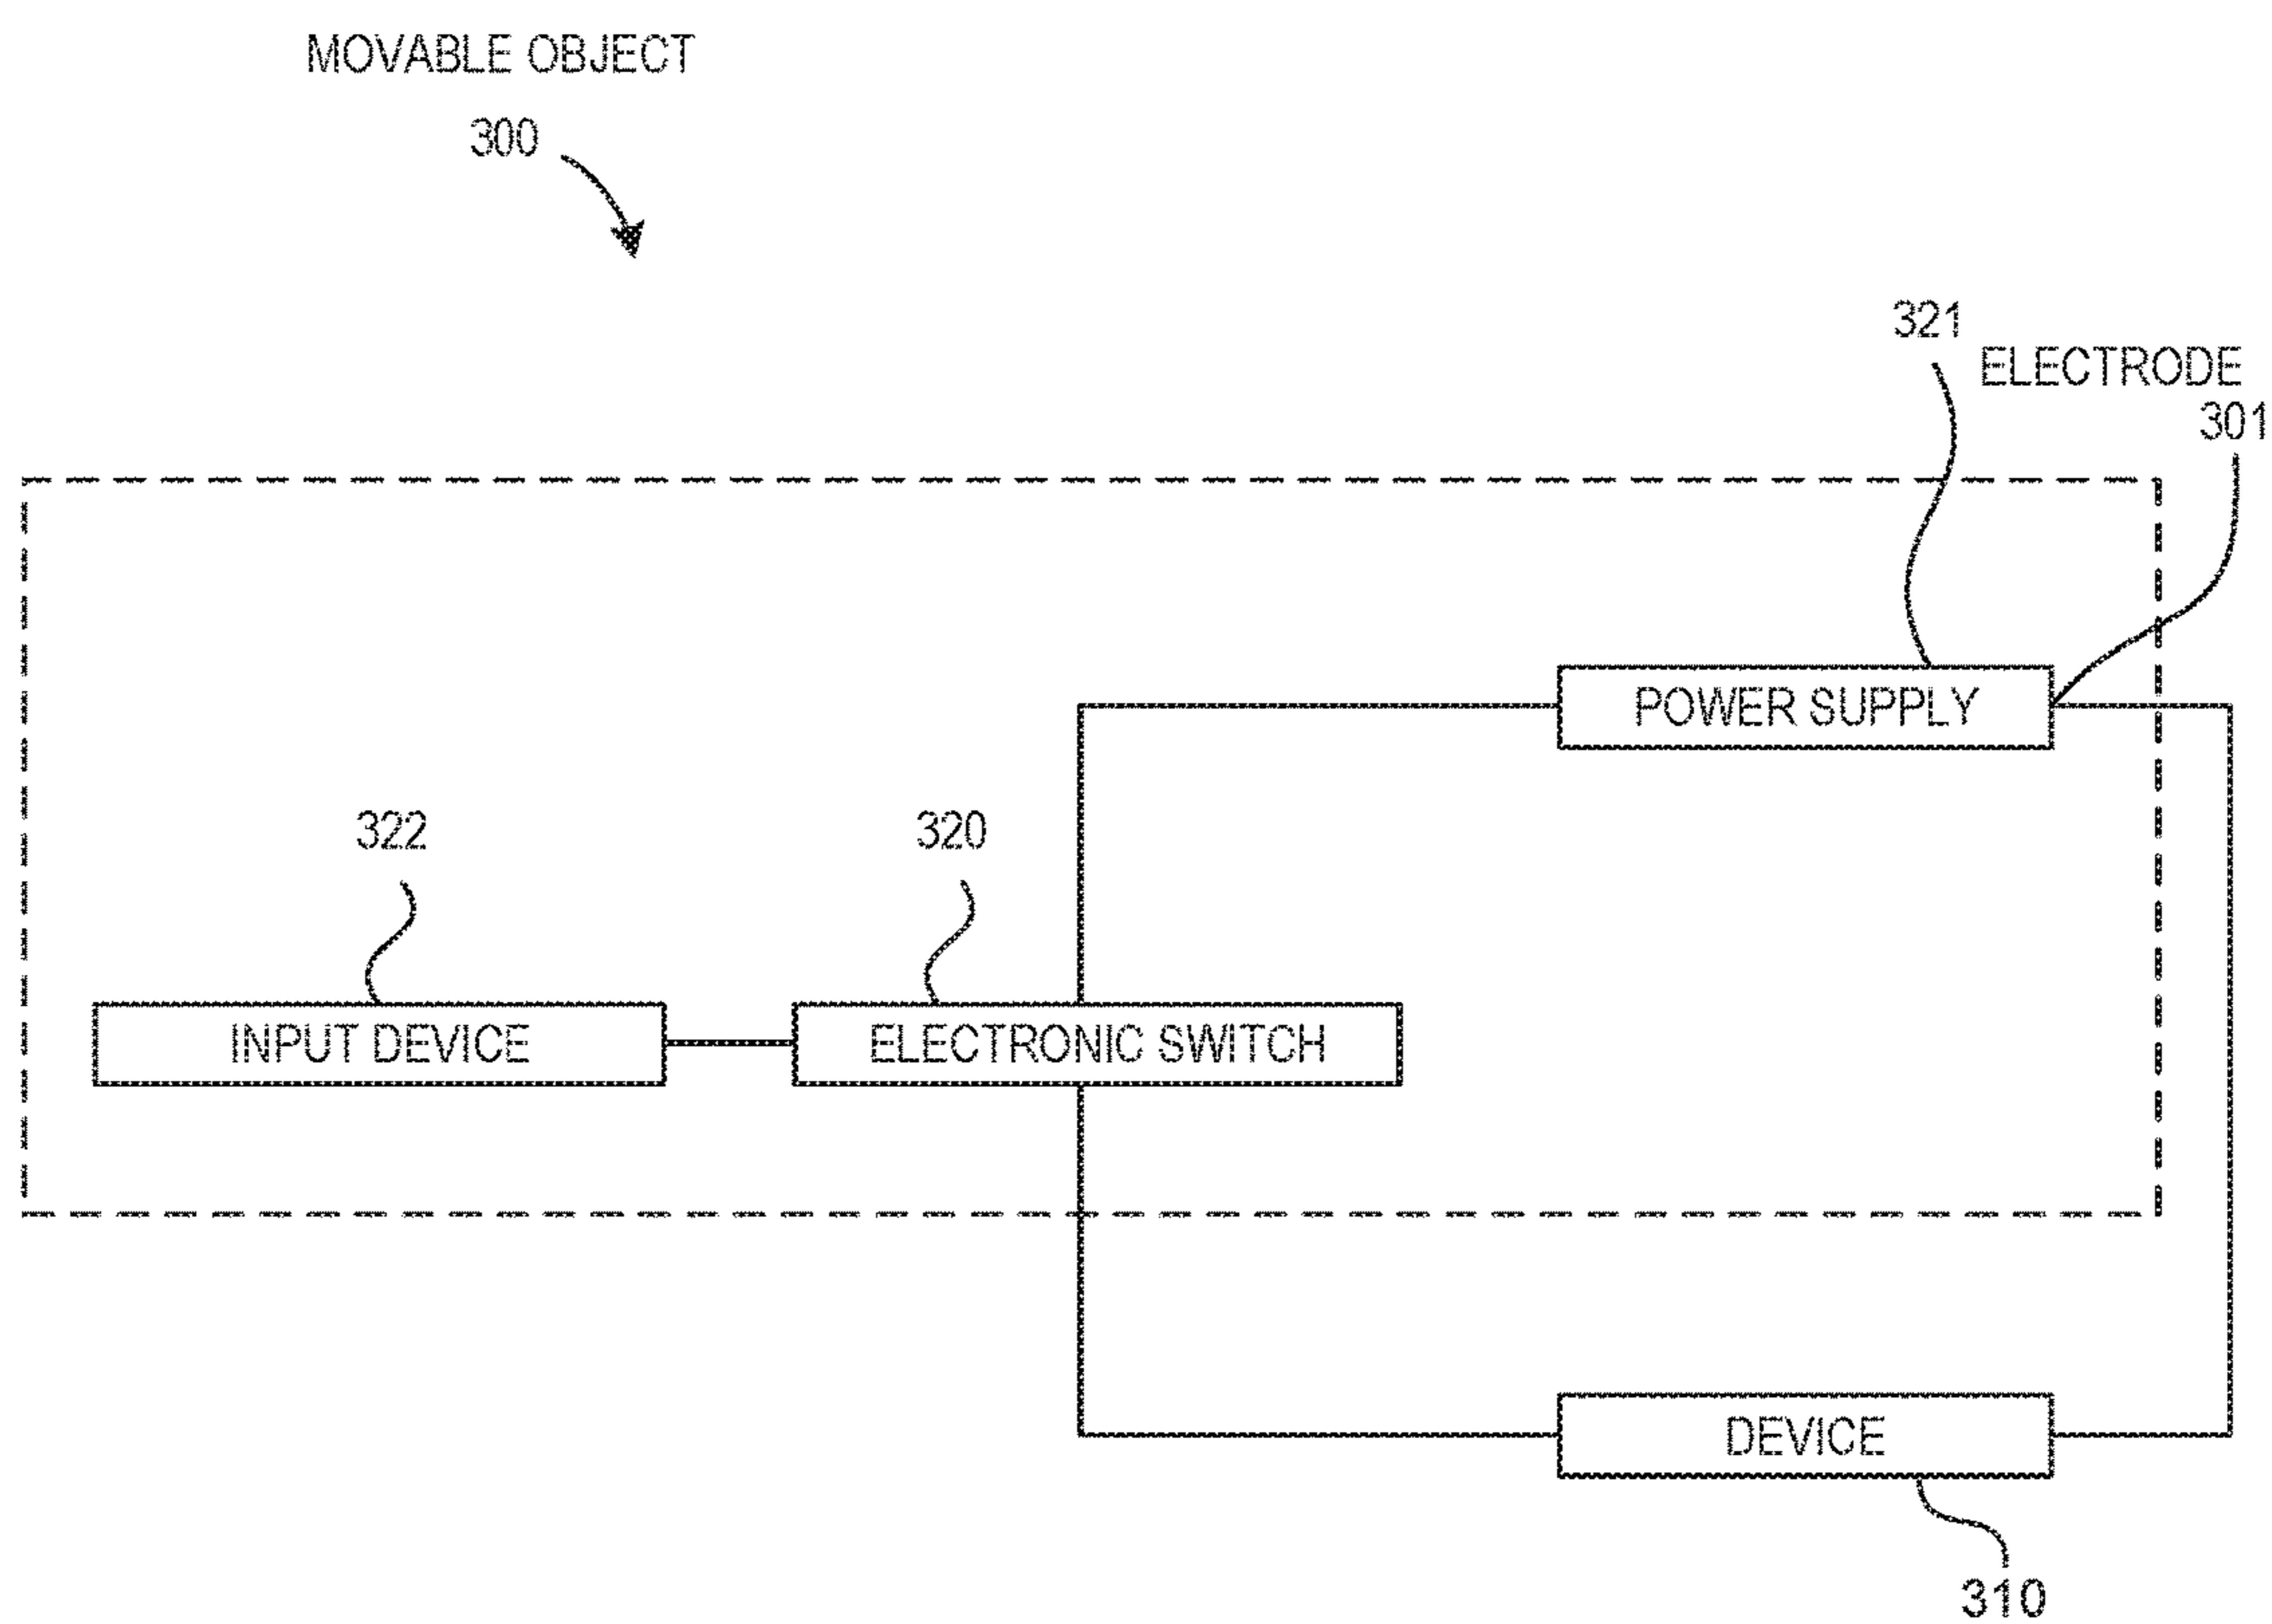 MOVABLE OBJECT
300
321
ELECTRODE
301
POWER SUPPLY
322
320
INPUT DEVICE
ELECTRONIC SWITCH
DEVICE
310